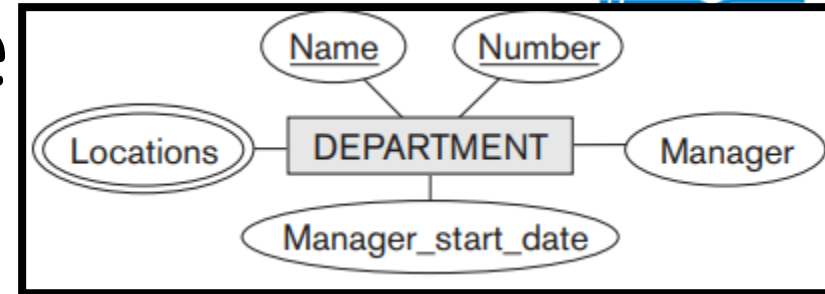 e
Name
Number
Locations
DEPARTMENT
Manager
Manager_start_date